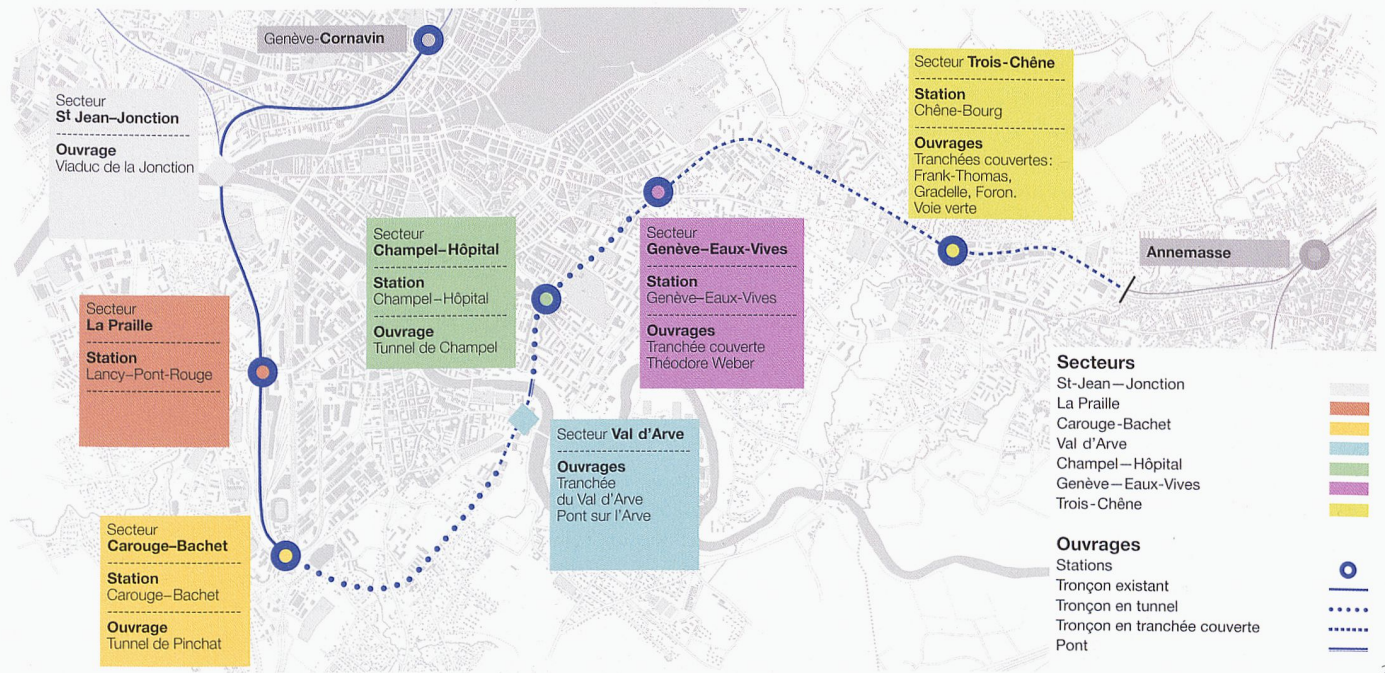 Genève-Cornavin
Secteur
St Jean–Jonction
Ouvrage
Viaduc de la Jonction
Secteur
La Praille
Station
Lancy–Pont-Rouge
Secteur
Carouge–Bachet
Station
Carouge–Bachet
Ouvrage
Tunnel de Pinchat
Secteur
Champel–Hôpital
Station
Champel–Hôpital
Ouvrage
Tunnel de Champel
Secteur Val d'Arve
Ouvrages
Tranchée
du Val d'Arve
Pont sur l'Arve
Secteur
Genève–Eaux-Vives
Station
Genève–Eaux-Vives
Ouvrages
Tranchée couverte
Théodore Weber
Secteur Trois-Chêne
Station
Chêne-Bourg
Ouvrages
Tranchées couvertes:
Frank-Thomas,
Gradelle, Foron.
Voie verte
Annemasse
Secteurs
St-Jean—Jonction
La Praille
Carouge-Bachet
Val d'Arve
Champel—Hôpital
Genève—Eaux-Vives
Trois-Chêne
Ouvrages
Stations
Tronçon existant
Tronçon en tunnel
Tronçon en tranchée couverte
Pont